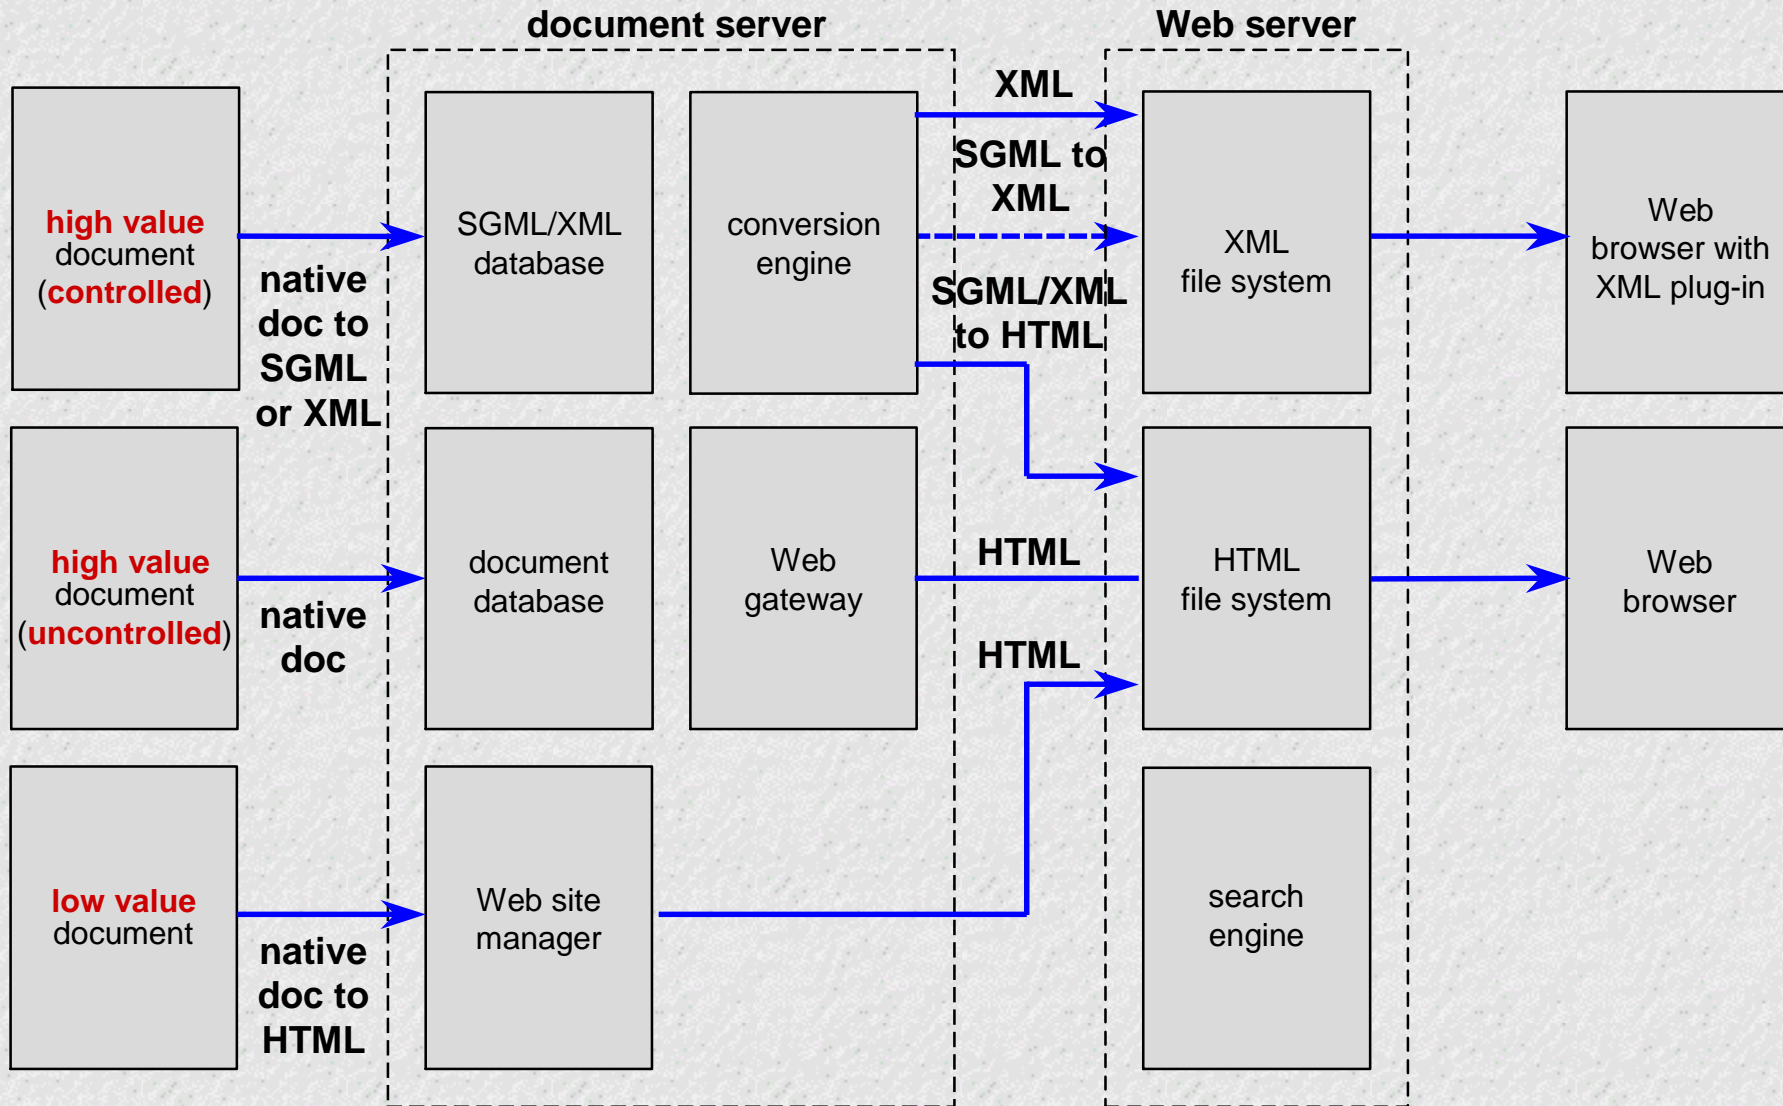 document server
Web server
high value
document
(controlled)
native
doc to
SGML
or XML
SGML/XML
database
conversion
engine
XML
SGML to
XML
SGML/XML
to HTML
XML
file system
Web
browser with
XML plug-in
high value
document
(uncontrolled)
native
doc
document
database
Web
gateway
HTML
HTML
file system
Web
browser
HTML
low value
document
native
doc to
HTML
Web site
manager
search
engine